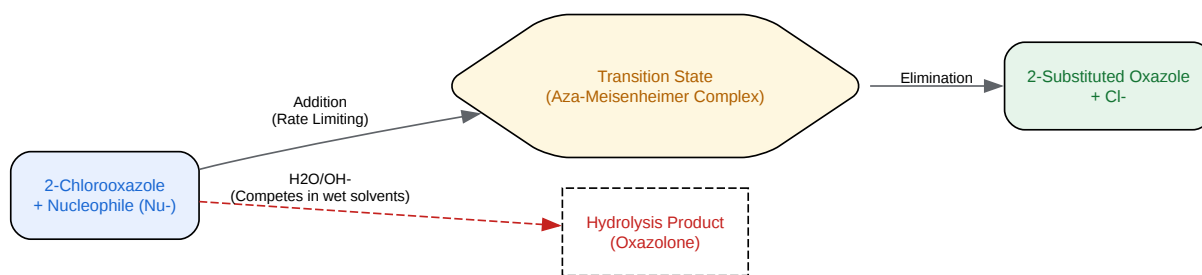 2-Chlorooxazole
+ Nucleophile (Nu-)
Addition
(Rate Limiting)
H2O/OH-
(Competes in wet solvents)
Transition State
(Aza-Meisenheimer Complex)
Hydrolysis Product
(Oxazolone)
Elimination
2-Substituted Oxazole
+ Cl-